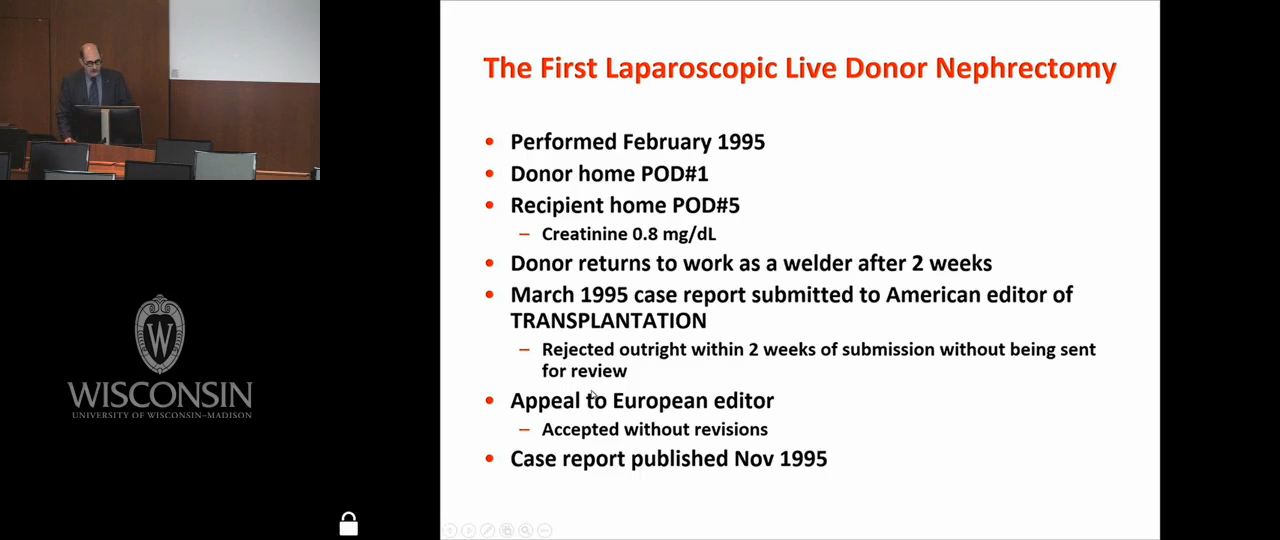 The First Laparoscopic Live Donor Nephrectomy
• Performed February 1995
• Donor home POD#1
• Recipient home POD#5
– Creatinine 0.8 mg/dL
• Donor returns to work as a welder after 2 weeks
• March 1995 case report submitted to American editor of
TRANSPLANTATION
– Rejected outright within 2 weeks of submission without being sent
for review
• Appeal to European editor
– Accepted without revisions
• Case report published Nov 1995
W
WISCONSIN
UNIVERSITY OF WISCONSIN–MADISON